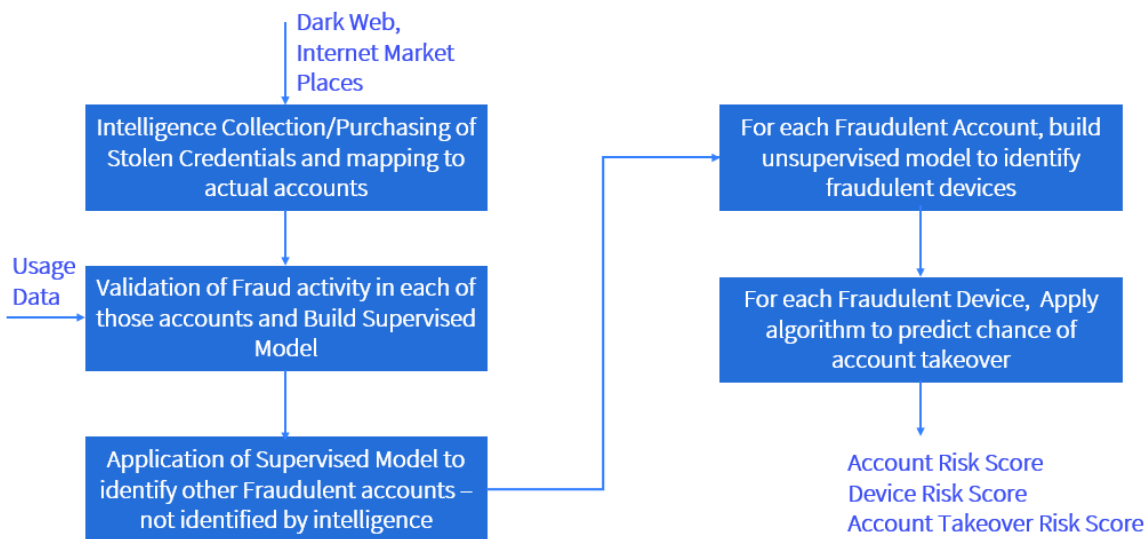 Dark Web,
Internet Market
Places
Intelligence Collection/Purchasing of
Stolen Credentials and mapping to
actual accounts
Usage
Data
Validation of Fraud activity in each of
those accounts and Build Supervised
Model
Application of Supervised Model to
identify other Fraudulent accounts –
not identified by intelligence
For each Fraudulent Account, build
unsupervised model to identify
fraudulent devices
For each Fraudulent Device, Apply
algorithm to predict chance of
account takeover
Account Risk Score
Device Risk Score
Account Takeover Risk Score